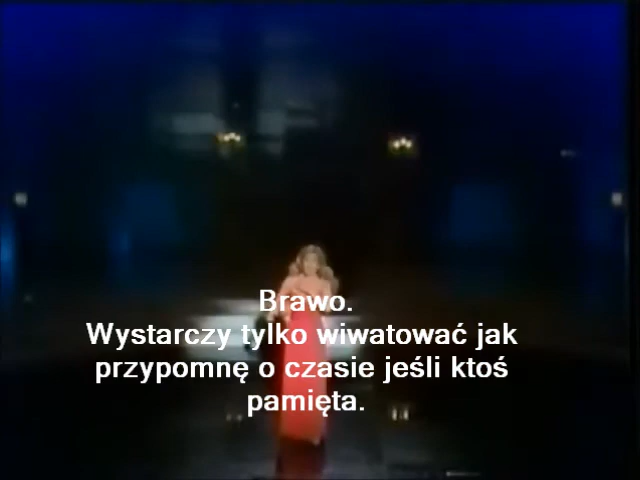 Brawo.
Wystarczy tylko wiwatować jak
przypomnę o czasie jeśli ktoś
pamięta.